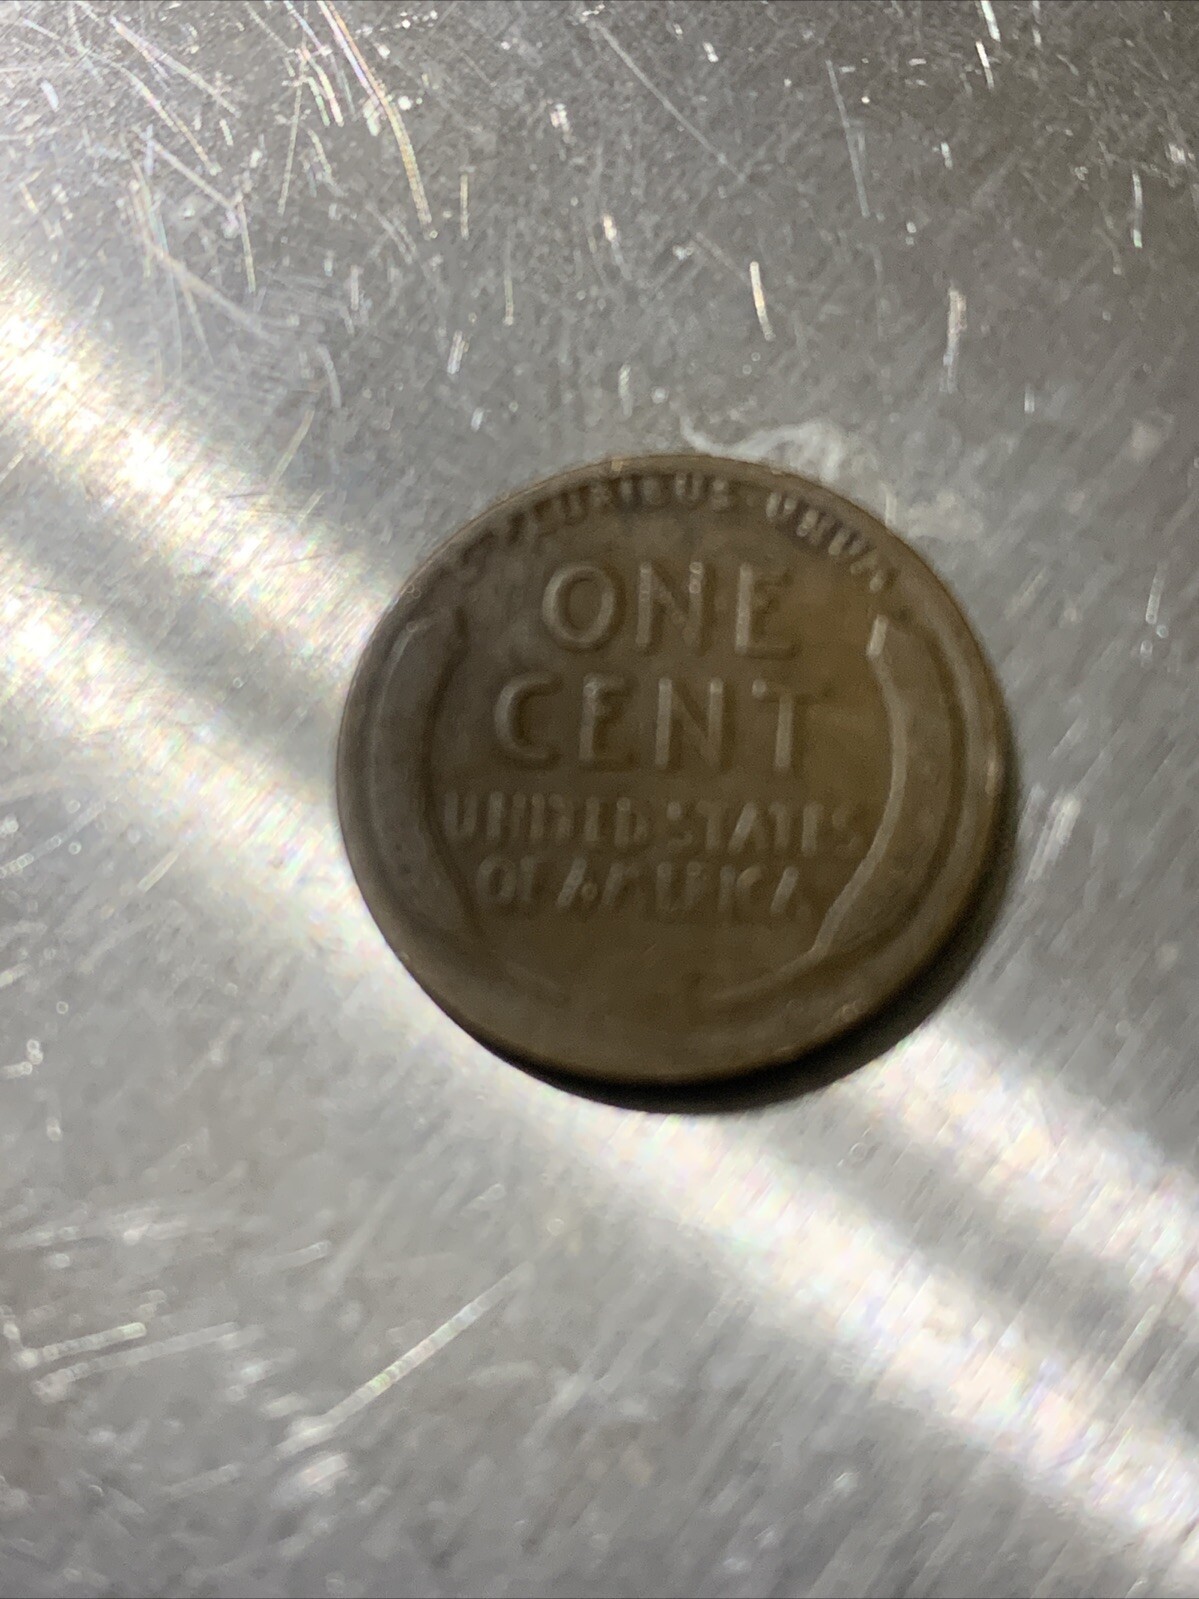 E·PLURIBUS·UNUM
ONE
CENT
UNITED STATES
OF AMERICA